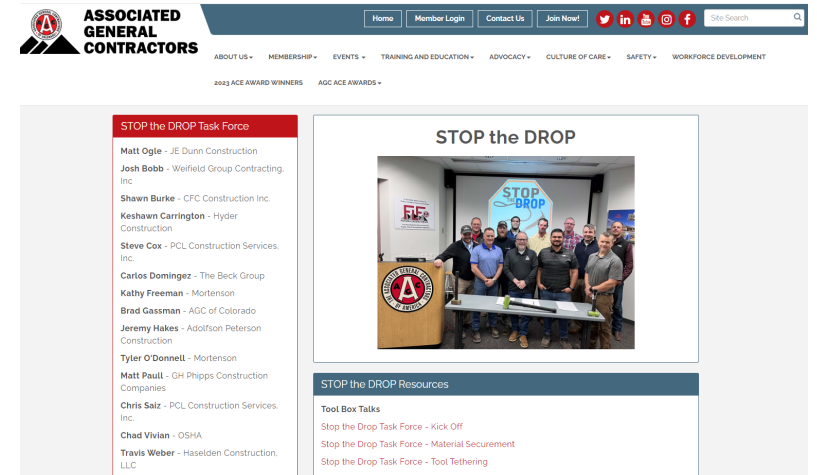 ASSOCIATED
GENERAL
CONTRACTORS
Home
Member Login
Contact Us
Join Now!
Site Search
ABOUT US
MEMBERSHIP
EVENTS
TRAINING AND EDUCATION
ADVOCACY
CULTURE OF CARE
SAFETY
WORKFORCE DEVELOPMENT
2023 ACE AWARD WINNERS
AGC ACE AWARDS
STOP the DROP Task Force
Matt Ogle - JE Dunn Construction
Josh Bobb - Weifield Group Contracting,
Inc
Shawn Burke - CFC Construction Inc.
Keshawn Carrington - Hyder
Construction
Steve Cox - PCL Construction Services,
Inc.
Carlos Domingez - The Beck Group
Kathy Freeman - Mortenson
Brad Gassman - AGC of Colorado
Jeremy Hakes - Adolfson Peterson
Construction
Tyler O'Donnell - Mortenson
Matt Paull - GH Phipps Construction
Companies
Chris Saiz - PCL Construction Services,
Inc.
Chad Vivian - OSHA
Travis Weber - Haselden Construction,
LLC
STOP the DROP
STOP
THE DROP
THE ASSOCIATED GENERAL CONTRACTORS
OF AMERICA
A G C
STOP the DROP Resources
Tool Box Talks
Stop the Drop Task Force - Kick Off
Stop the Drop Task Force - Material Securement
Stop the Drop Task Force - Tool Tethering